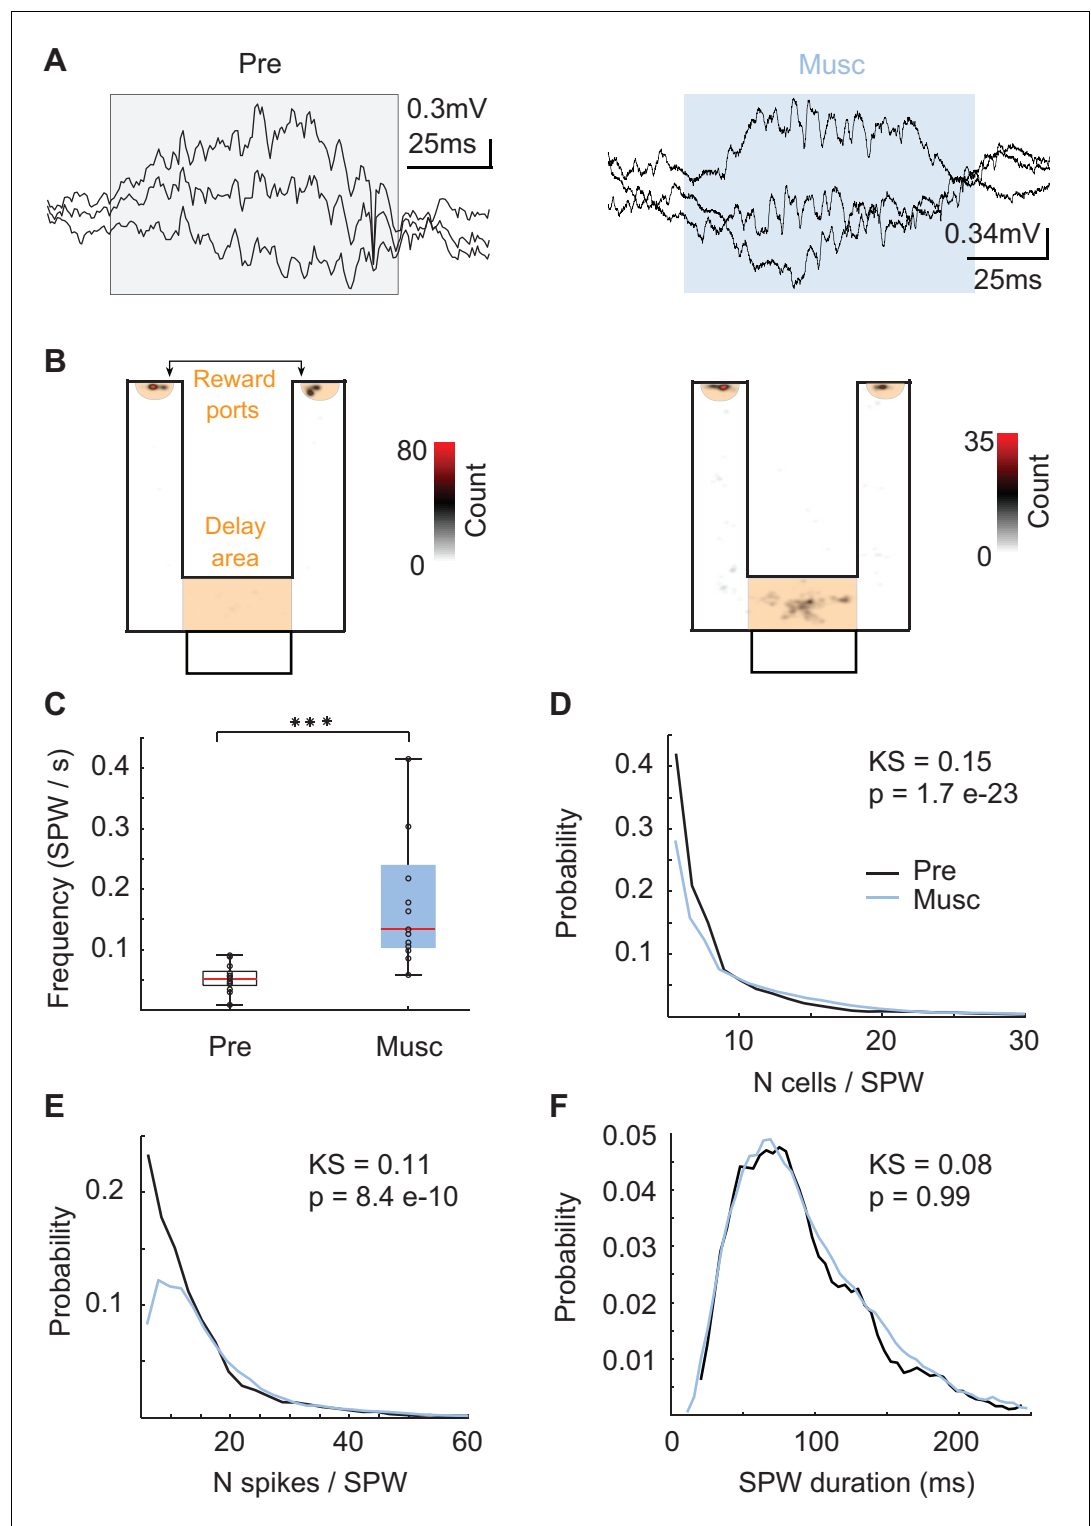 A
Pre
Musc
0.3mV
25ms
0.34mV
25ms
B
Reward
ports
80
Count
0
Delay
area
35
Count
0
C
***
Frequency (SPW / s)
0.4
0.3
0.2
0.1
Pre
Musc
D
KS = 0.15
p = 1.7 e-23
Probability
0.4
0.3
0.2
0.1
Pre
Musc
10
20
30
N cells / SPW
E
KS = 0.11
p = 8.4 e-10
Probability
0.2
0.1
20
40
60
N spikes / SPW
F
KS = 0.08
p = 0.99
Probability
0.05
0.04
0.03
0.02
0.01
0
100
200
SPW duration (ms)